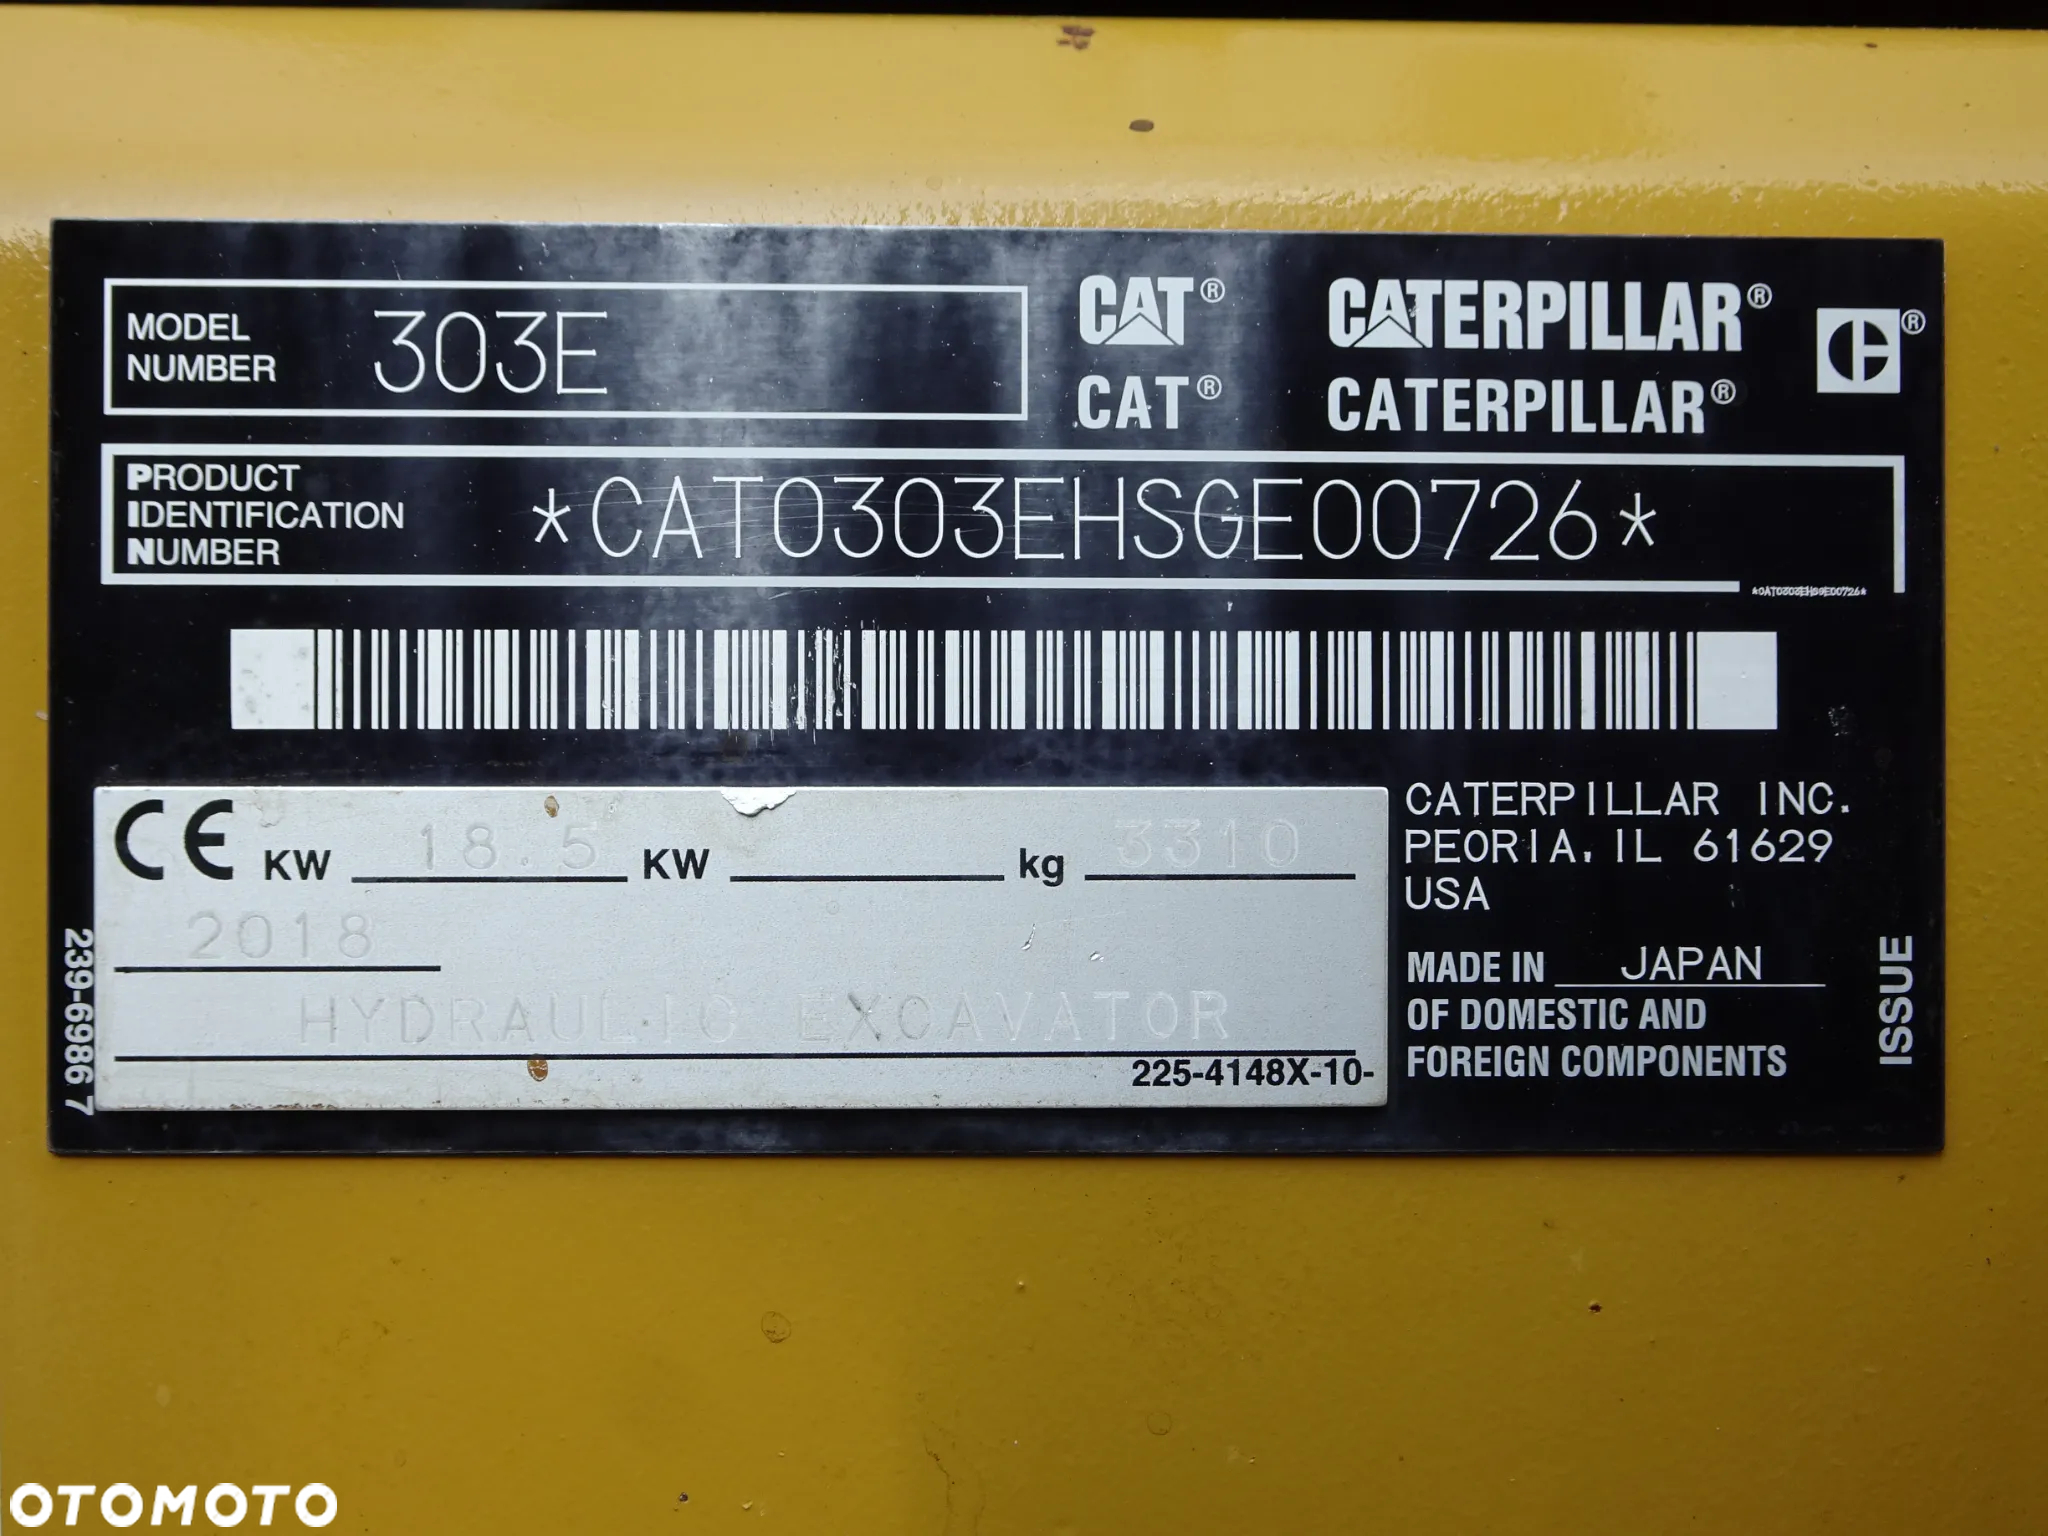 MODEL
NUMBER
303E
CAT®
CATERPILLAR®
®
CAT®
CATERPILLAR®
PRODUCT
IDENTIFICATION
NUMBER
*CAT0303EHSGE00726*
*CAT0303EHSGE00726*
CE KW 18.5 KW kg 3310
2018
HYDRAULIC EXCAVATOR
225-4148X-10-
CATERPILLAR INC.
PEORIA, IL 61629
USA
MADE IN JAPAN
OF DOMESTIC AND
FOREIGN COMPONENTS
239-6986 7
ISSUE
OTOMOTO